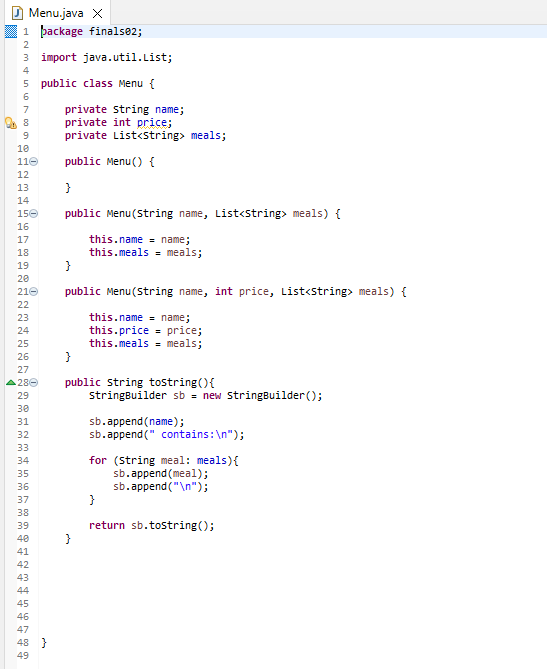 Menu.java
1 package finals02;
2
3 import java.util.List;
4
5 public class Menu {
6
7     private String name;
8     private int price;
9     private List<String> meals;
10
11     public Menu() {
12
13     }
14
15     public Menu(String name, List<String> meals) {
16
17         this.name = name;
18         this.meals = meals;
19     }
20
21     public Menu(String name, int price, List<String> meals) {
22
23         this.name = name;
24         this.price = price;
25         this.meals = meals;
26     }
27
28     public String toString(){
29         StringBuilder sb = new StringBuilder();
30
31         sb.append(name);
32         sb.append(" contains:\n");
33
34         for (String meal: meals){
35             sb.append(meal);
36             sb.append("\n");
37         }
38
39         return sb.toString();
40     }
41
42
43
44
45
46
47
48 }
49